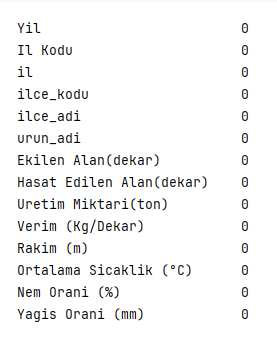 Yil 0
Il Kodu 0
il 0
ilce_kodu 0
ilce_adi 0
urun_adi 0
Ekilen Alan(dekar) 0
Hasat Edilen Alan(dekar) 0
Uretim Miktari(ton) 0
Verim (Kg/Dekar) 0
Rakim (m) 0
Ortalama Sicaklik (°C) 0
Nem Orani (%) 0
Yagis Orani (mm) 0